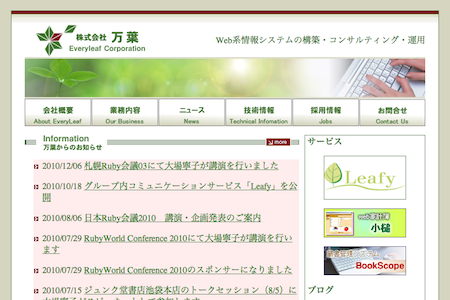 株式会社 万葉
Everyleaf Corporation
Web系情報システムの構築・コンサルティング・運用
会社概要 業務内容 ニュース 技術情報 採用情報 お問合せ
About EveryLeaf Our Business News Technical Infomation Jobs Contact Us
Information
万葉からのお知らせ
more
2010/12/06 札幌Ruby会議03にて大場寧子が講演を行いました
2010/10/18 グループ内コミュニケーションサービス「Leafy」を公
開
2010/08/06 日本Ruby会議2010 講演・企画発表のご案内
2010/07/29 RubyWorld Conference 2010にて大場寧子が講演を行い
ます
2010/07/29 RubyWorld Conference 2010のスポンサーになりました
2010/07/15 ジュンク堂書店池袋本店のトークセッション（8/5）に
サービス
Leafy
web家計簿
小槌
BookScope
ブログ